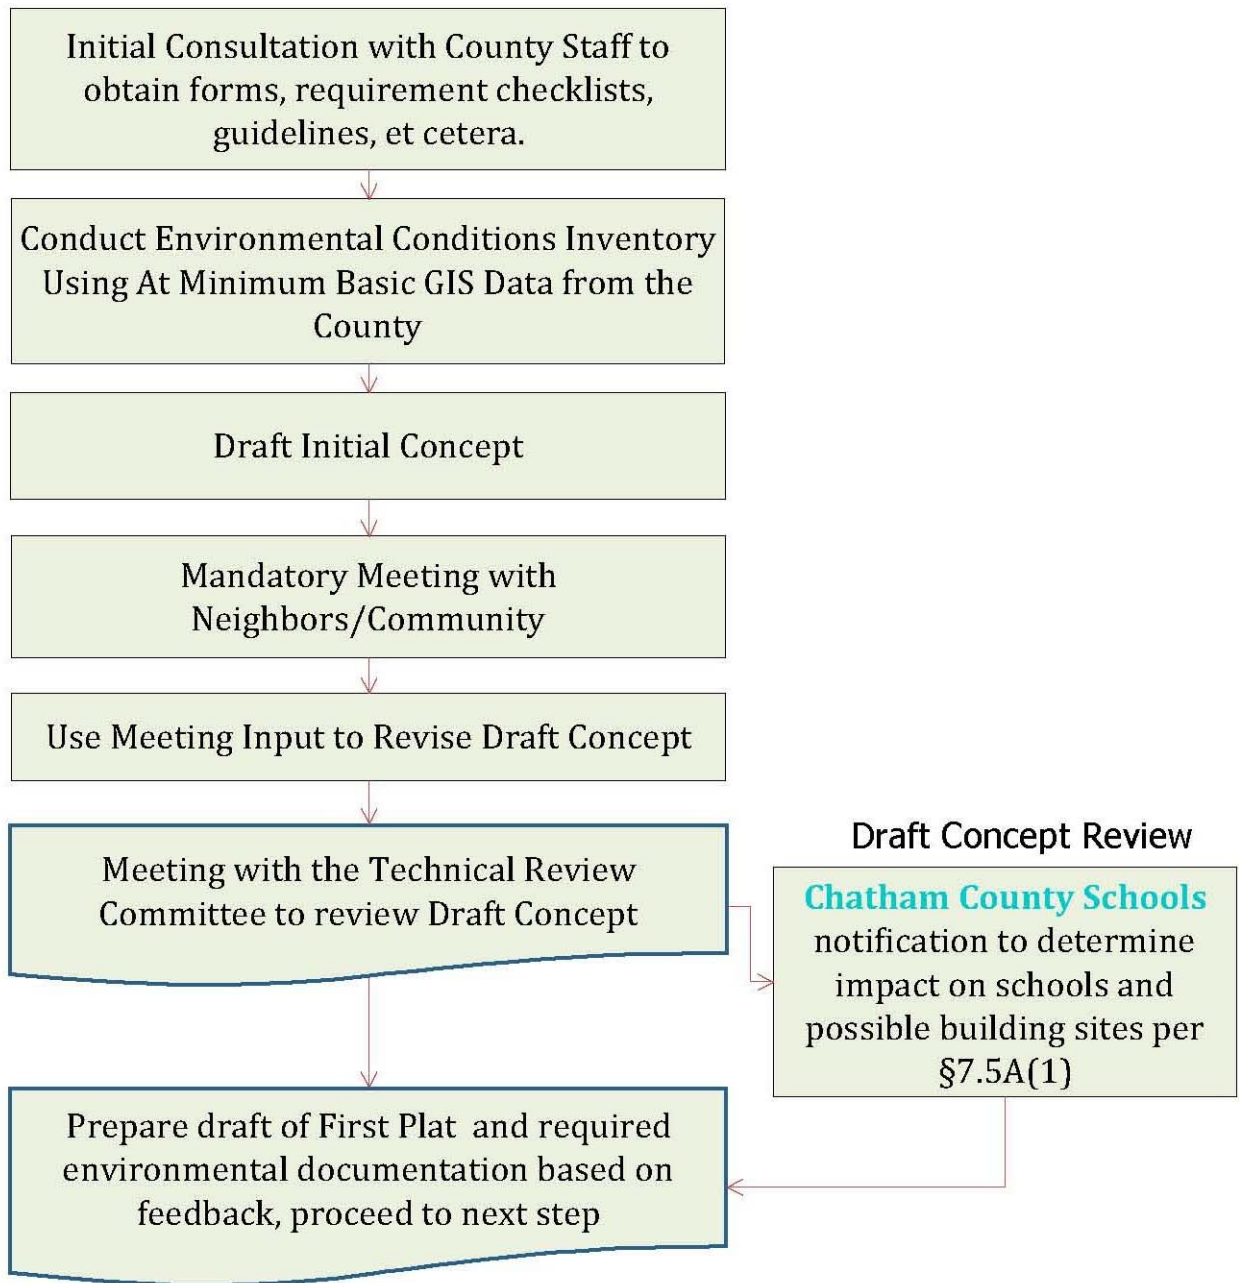 Initial Consultation with County Staff to
obtain forms, requirement checklists,
guidelines, et cetera.
Conduct Environmental Conditions Inventory
Using At Minimum Basic GIS Data from the
County
Draft Initial Concept
Mandatory Meeting with
Neighbors/Community
Use Meeting Input to Revise Draft Concept
Meeting with the Technical Review
Committee to review Draft Concept
Draft Concept Review
Chatham County Schools
notification to determine
impact on schools and
possible building sites per
§7.5A(1)
Prepare draft of First Plat and required
environmental documentation based on
feedback, proceed to next step